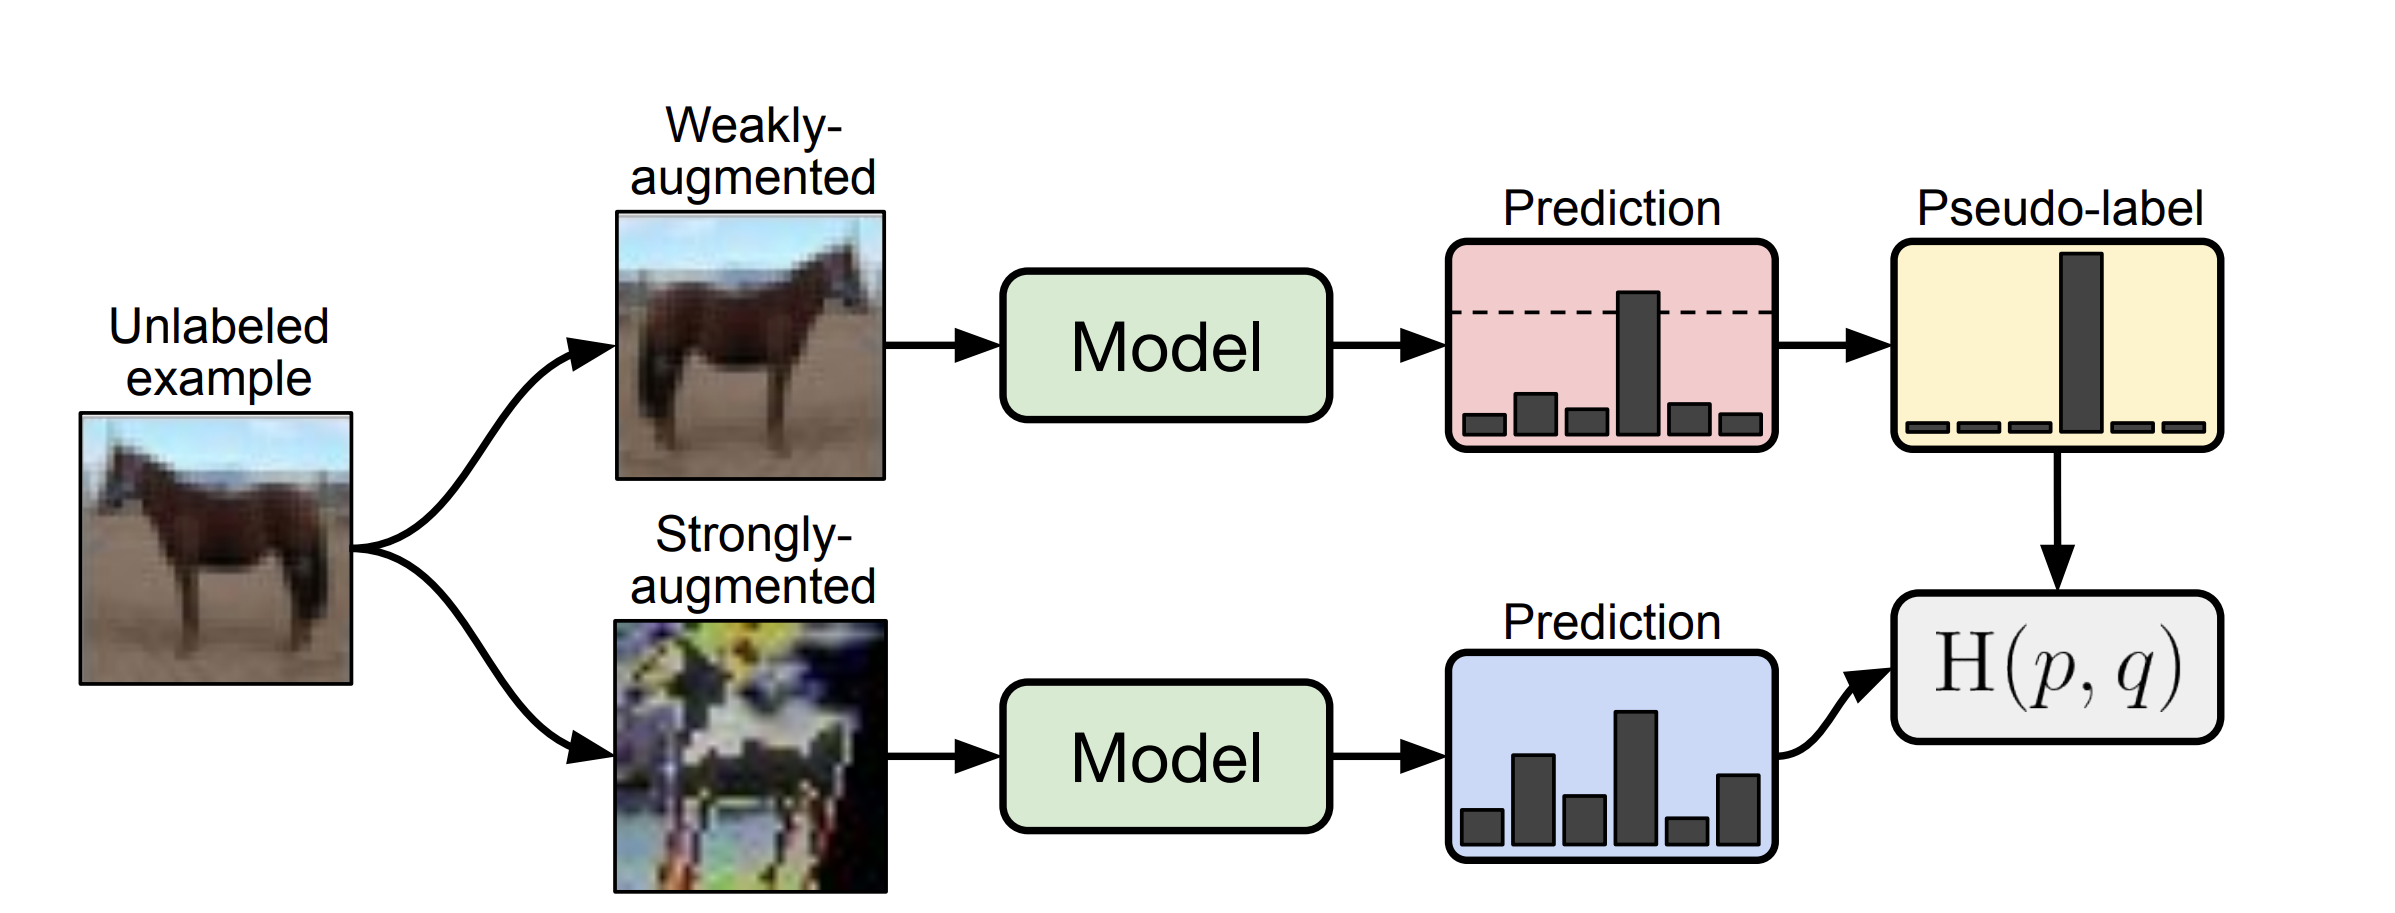 Unlabeled
example
Weakly-
augmented
Model
Prediction
Pseudo-label
Strongly-
augmented
Model
Prediction
H(p, q)